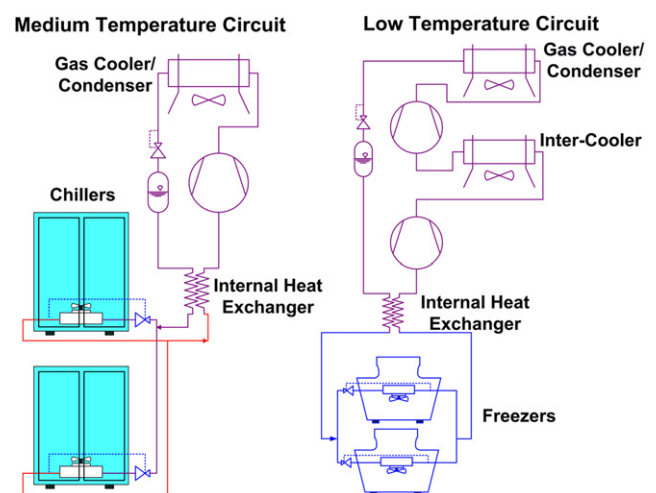 Medium Temperature Circuit
Low Temperature Circuit
Gas Cooler/
Condenser
Gas Cooler/
Condenser
Inter-Cooler
Chillers
Internal Heat
Exchanger
Internal Heat
Exchanger
Freezers